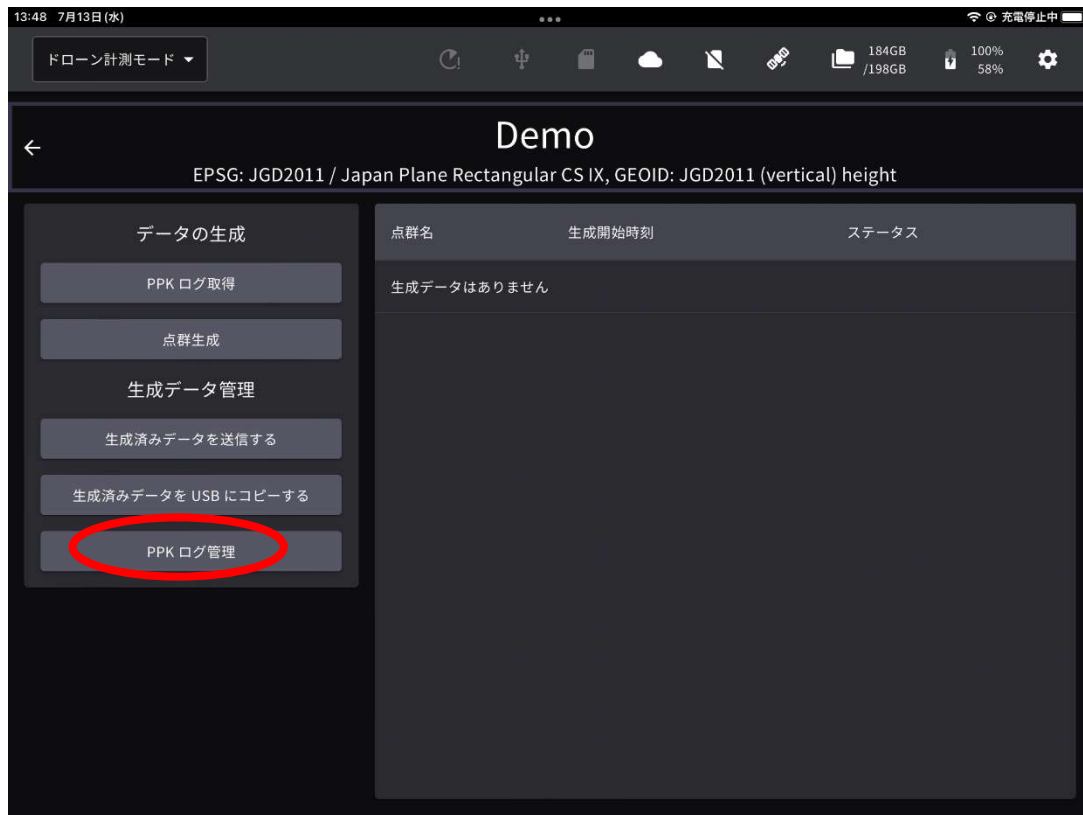 13:48 7月13日(水)
充電停止中
ドローン計測モード
184GB
/198GB
100%
58%
Demo
EPSG: JGD2011 / Japan Plane Rectangular CS IX, GEOID: JGD2011 (vertical) height
データの生成
PPK ログ取得
点群生成
生成データ管理
生成済みデータを送信する
生成済みデータを USB にコピーする
PPK ログ管理
点群名 生成開始時刻 ステータス
生成データはありません